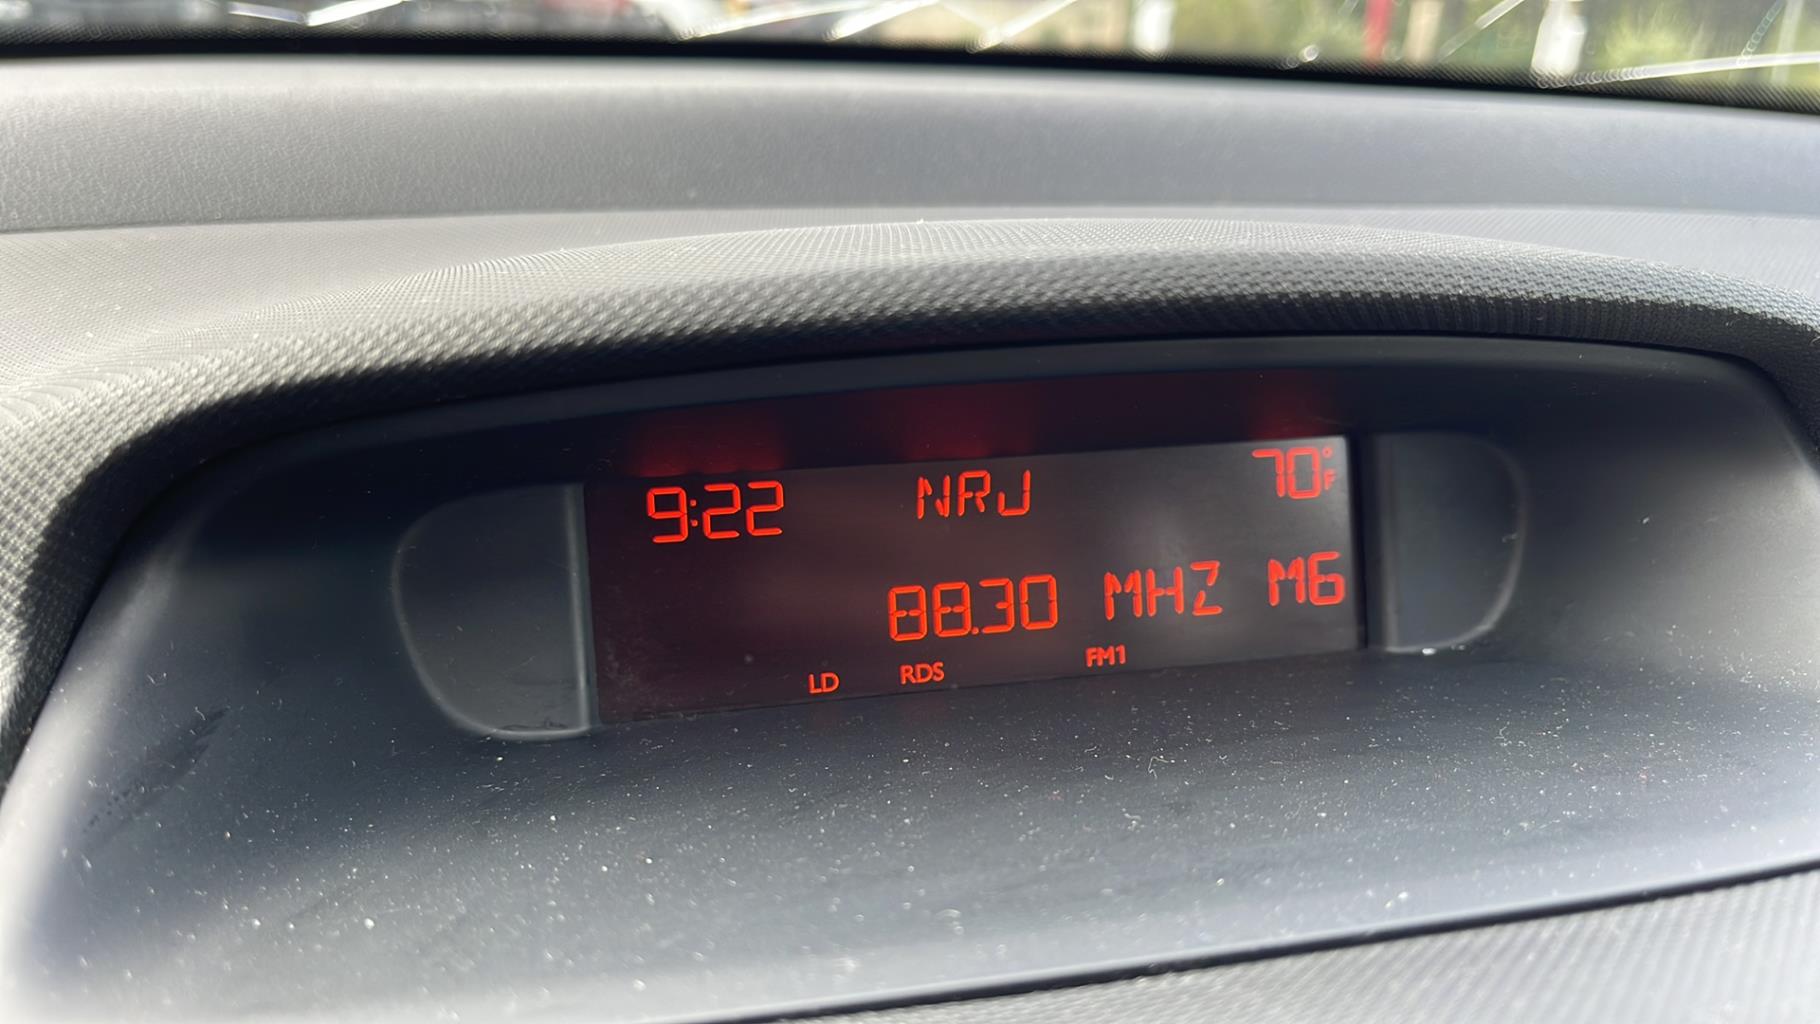 9:22 NRJ 70°F
88.30 MHZ M6
LD RDS FM1